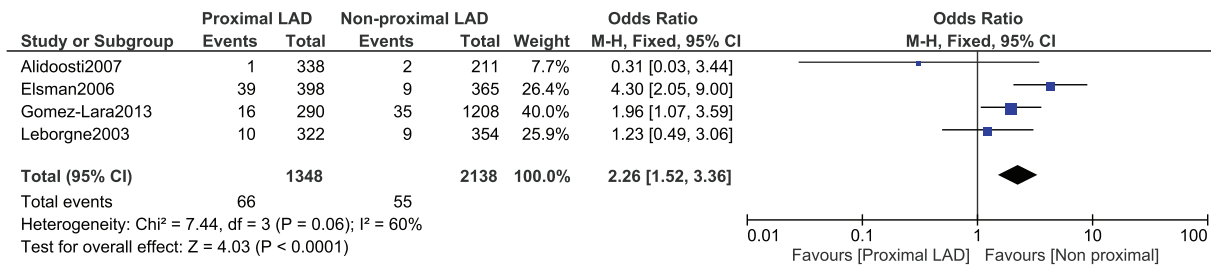 Proximal LAD Non-proximal LAD Odds Ratio Odds Ratio
Study or Subgroup Events Total Events Total Weight M-H, Fixed, 95% CI M-H, Fixed, 95% CI
Alidoosti2007 1 338 2 211 7.7% 0.31 [0.03, 3.44]
Elsman2006 39 398 9 365 26.4% 4.30 [2.05, 9.00]
Gomez-Lara2013 16 290 35 1208 40.0% 1.96 [1.07, 3.59]
Leborgne2003 10 322 9 354 25.9% 1.23 [0.49, 3.06]
Total (95% CI) 1348 2138 100.0% 2.26 [1.52, 3.36]
Total events 66 55
Heterogeneity: Chi² = 7.44, df = 3 (P = 0.06); I² = 60%
Test for overall effect: Z = 4.03 (P < 0.0001)
0.01 0.1 1 10 100
Favours [Proximal LAD] Favours [Non proximal]